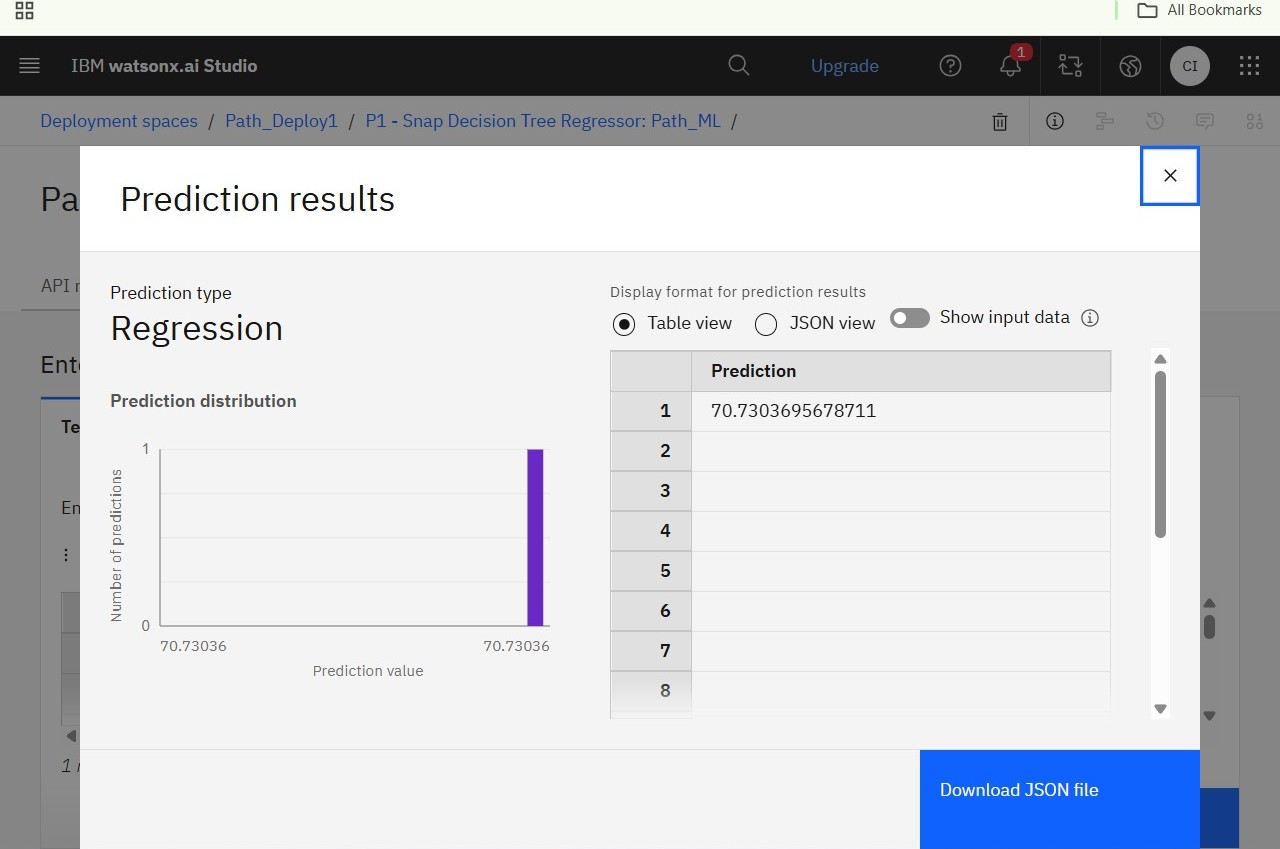 All Bookmarks
IBM watsonx.ai Studio
Upgrade
1
CI
Deployment spaces / Path_Deploy1 / P1 - Snap Decision Tree Regressor: Path_ML /
Pa
Prediction results
API r
Prediction type
Regression
Display format for prediction results
Table view
JSON view
Show input data
Ente
Prediction
Prediction distribution
1 70.7303695678711
2
3
4
5
6
7
8
Te
En
1
Number of predictions
0
70.73036 70.73036
Prediction value
1 r
Download JSON file